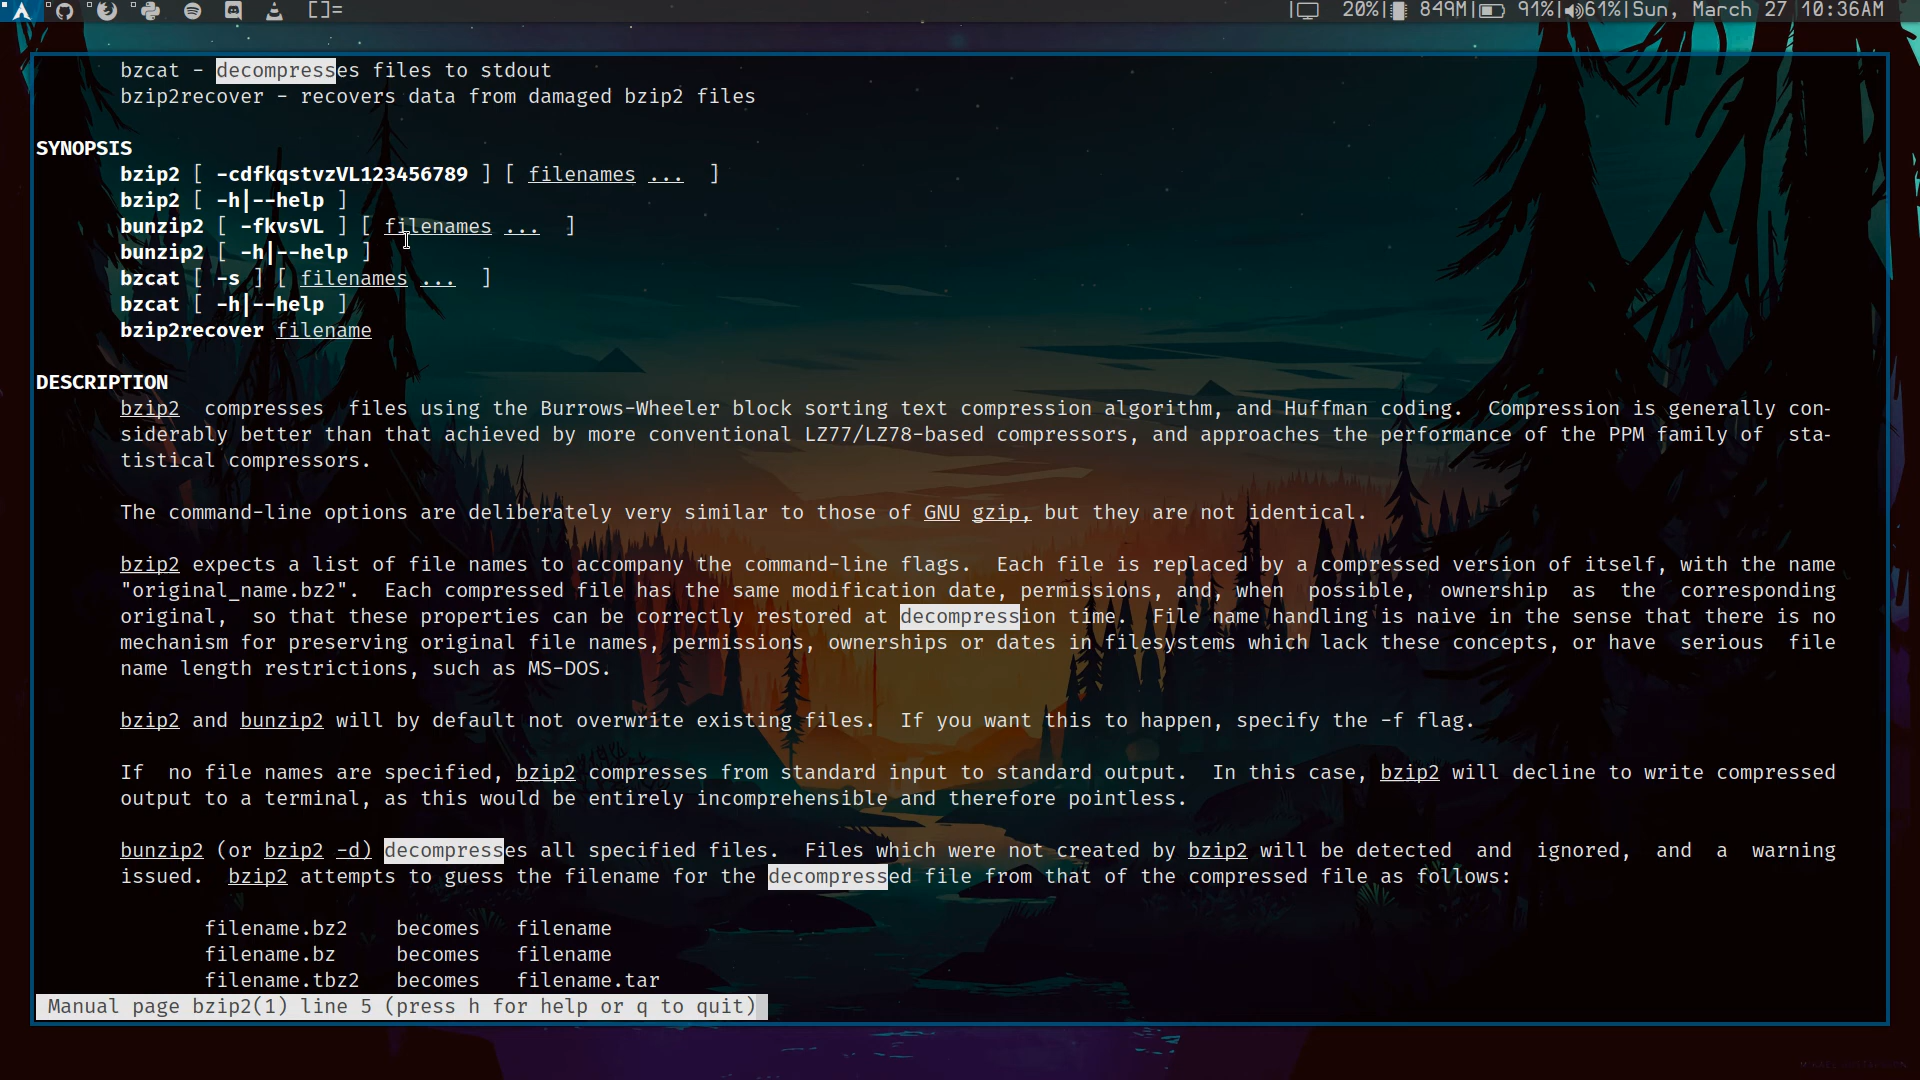 []=
| 20%| 849M| 91%| 61%|Sun, March 27 |10:36AM
bzcat - decompresses files to stdout
bzip2recover - recovers data from damaged bzip2 files
SYNOPSIS
bzip2 [ -cdfkqstvzVL123456789 ] [ filenames ...  ]
bzip2 [ -h|--help ]
bunzip2 [ -fkvsVL ] [ filenames ...  ]
bunzip2 [ -h|--help ]
bzcat [ -s ] [ filenames ...  ]
bzcat [ -h|--help ]
bzip2recover filename
DESCRIPTION
bzip2  compresses  files using the Burrows-Wheeler block sorting text compression algorithm, and Huffman coding.  Compression is generally con-
siderably better than that achieved by more conventional LZ77/LZ78-based compressors, and approaches the performance of the PPM family of  sta-
tistical compressors.
The command-line options are deliberately very similar to those of GNU gzip, but they are not identical.
bzip2 expects a list of file names to accompany the command-line flags.  Each file is replaced by a compressed version of itself, with the name
"original_name.bz2".  Each compressed file has the same modification date, permissions, and, when  possible,  ownership  as  the  corresponding
original,  so that these properties can be correctly restored at decompression time.  File name handling is naive in the sense that there is no
mechanism for preserving original file names, permissions, ownerships or dates in filesystems which lack these concepts, or have  serious  file
name length restrictions, such as MS-DOS.
bzip2 and bunzip2 will by default not overwrite existing files.  If you want this to happen, specify the -f flag.
If  no file names are specified, bzip2 compresses from standard input to standard output.  In this case, bzip2 will decline to write compressed
output to a terminal, as this would be entirely incomprehensible and therefore pointless.
bunzip2 (or bzip2 -d) decompresses all specified files.  Files which were not created by bzip2 will be detected  and  ignored,  and  a  warning
issued.  bzip2 attempts to guess the filename for the decompressed file from that of the compressed file as follows:
filename.bz2    becomes   filename
filename.bz     becomes   filename
filename.tbz2   becomes   filename.tar
Manual page bzip2(1) line 5 (press h for help or q to quit)